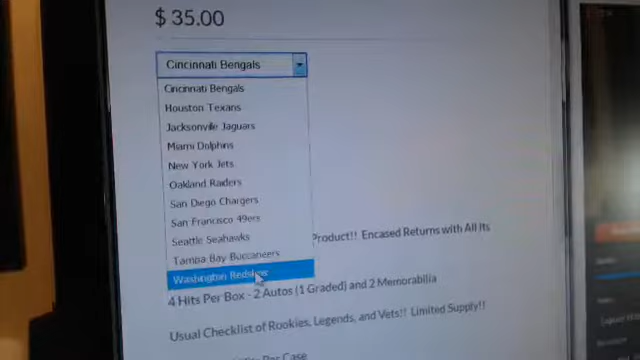 $ 35.00
Cincinnati Bengals
Cincinnati Bengals
Houston Texans
Jacksonville Jaguars
Miami Dolphins
New York Jets
Oakland Raiders
San Diego Chargers
San Francisco 49ers
Seattle Seahawks
Product!! Encased Returns with All Its
Tampa Bay Buccaneers
Washington Redskins
4 Hits Per Box - 2 Autos (1 Graded) and 2 Memorabilia
Usual Checklist of Rookies, Legends, and Vets!! Limited Supply!!
Per Case